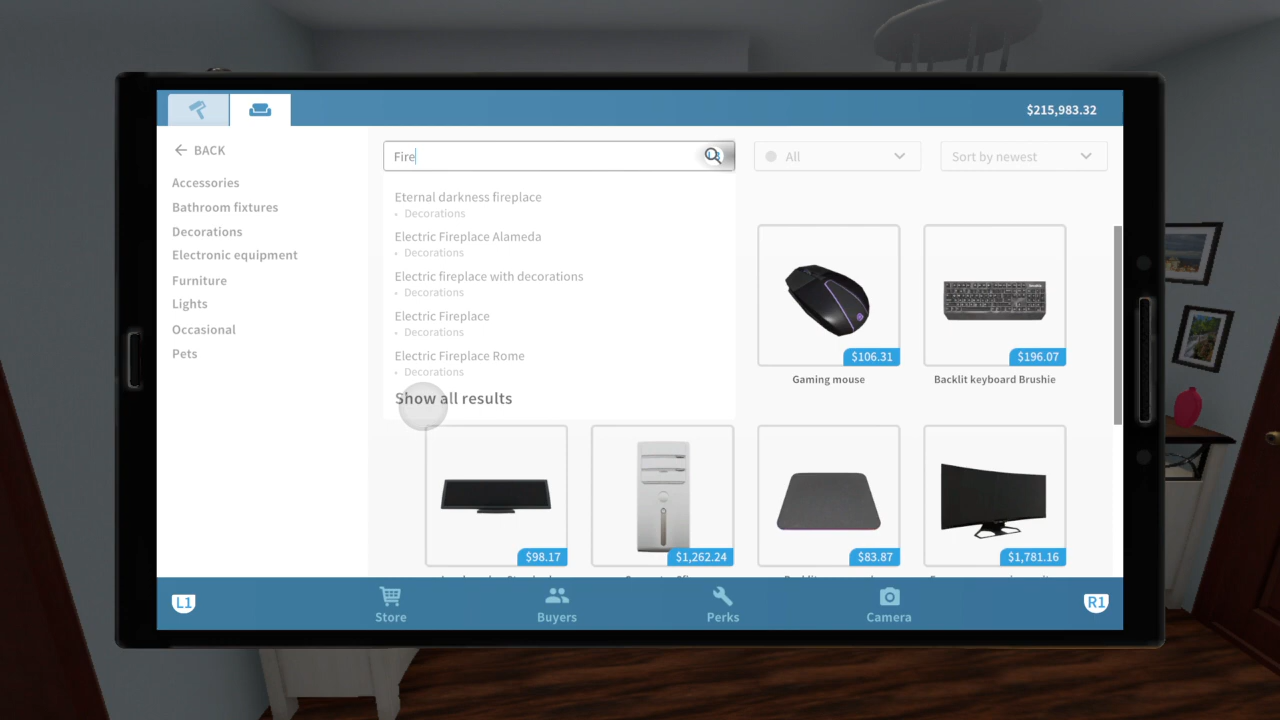 $215,983.32
BACK
Accessories
Bathroom fixtures
Decorations
Electronic equipment
Furniture
Lights
Occasional
Pets
Fire
All
Sort by newest
Eternal darkness fireplace
• Decorations
Electric Fireplace Alameda
• Decorations
Electric fireplace with decorations
• Decorations
Electric Fireplace
• Decorations
Electric Fireplace Rome
• Decorations
Show all results
$106.31
Gaming mouse
$196.07
Backlit keyboard Brushie
$98.17
$1,262.24
$83.87
$1,781.16
L1
Store
Buyers
Perks
Camera
R1